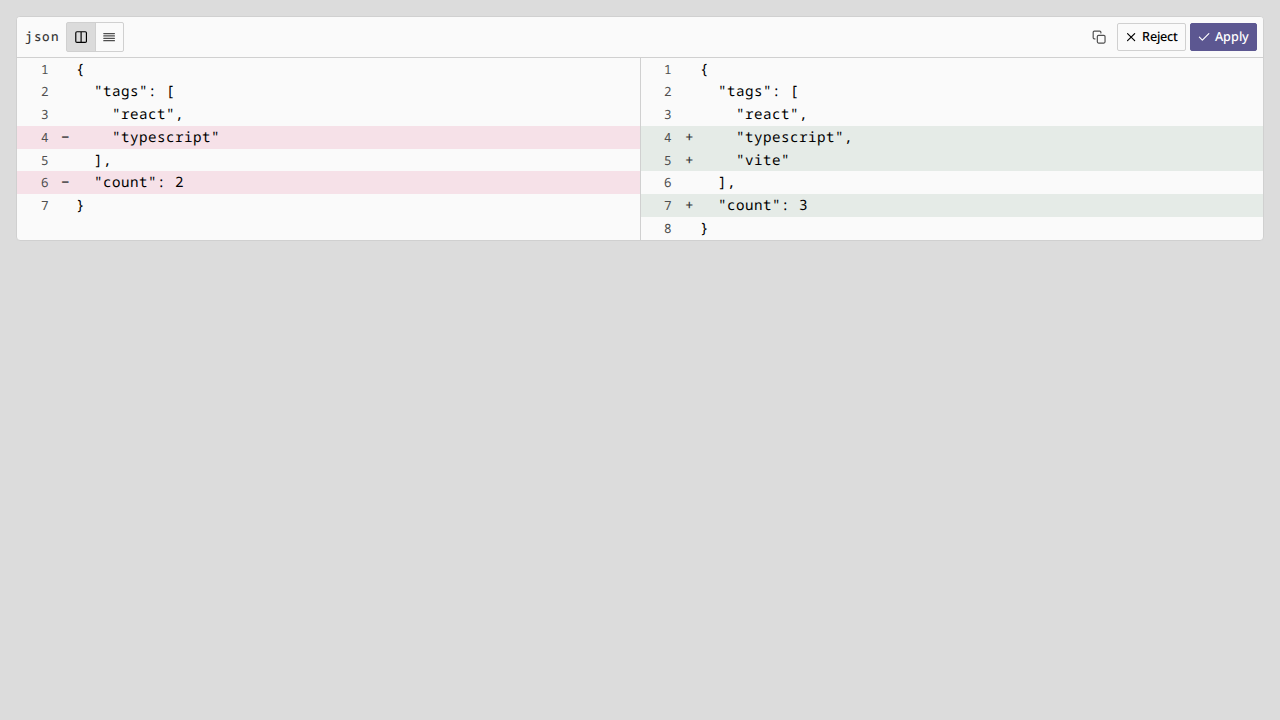 json Reject Apply
1 {
2 "tags": [
3 "react",
4 − "typescript"
5 ],
6 − "count": 2
7 }
1 {
2 "tags": [
3 "react",
4 + "typescript",
5 + "vite"
6 ],
7 + "count": 3
8 }